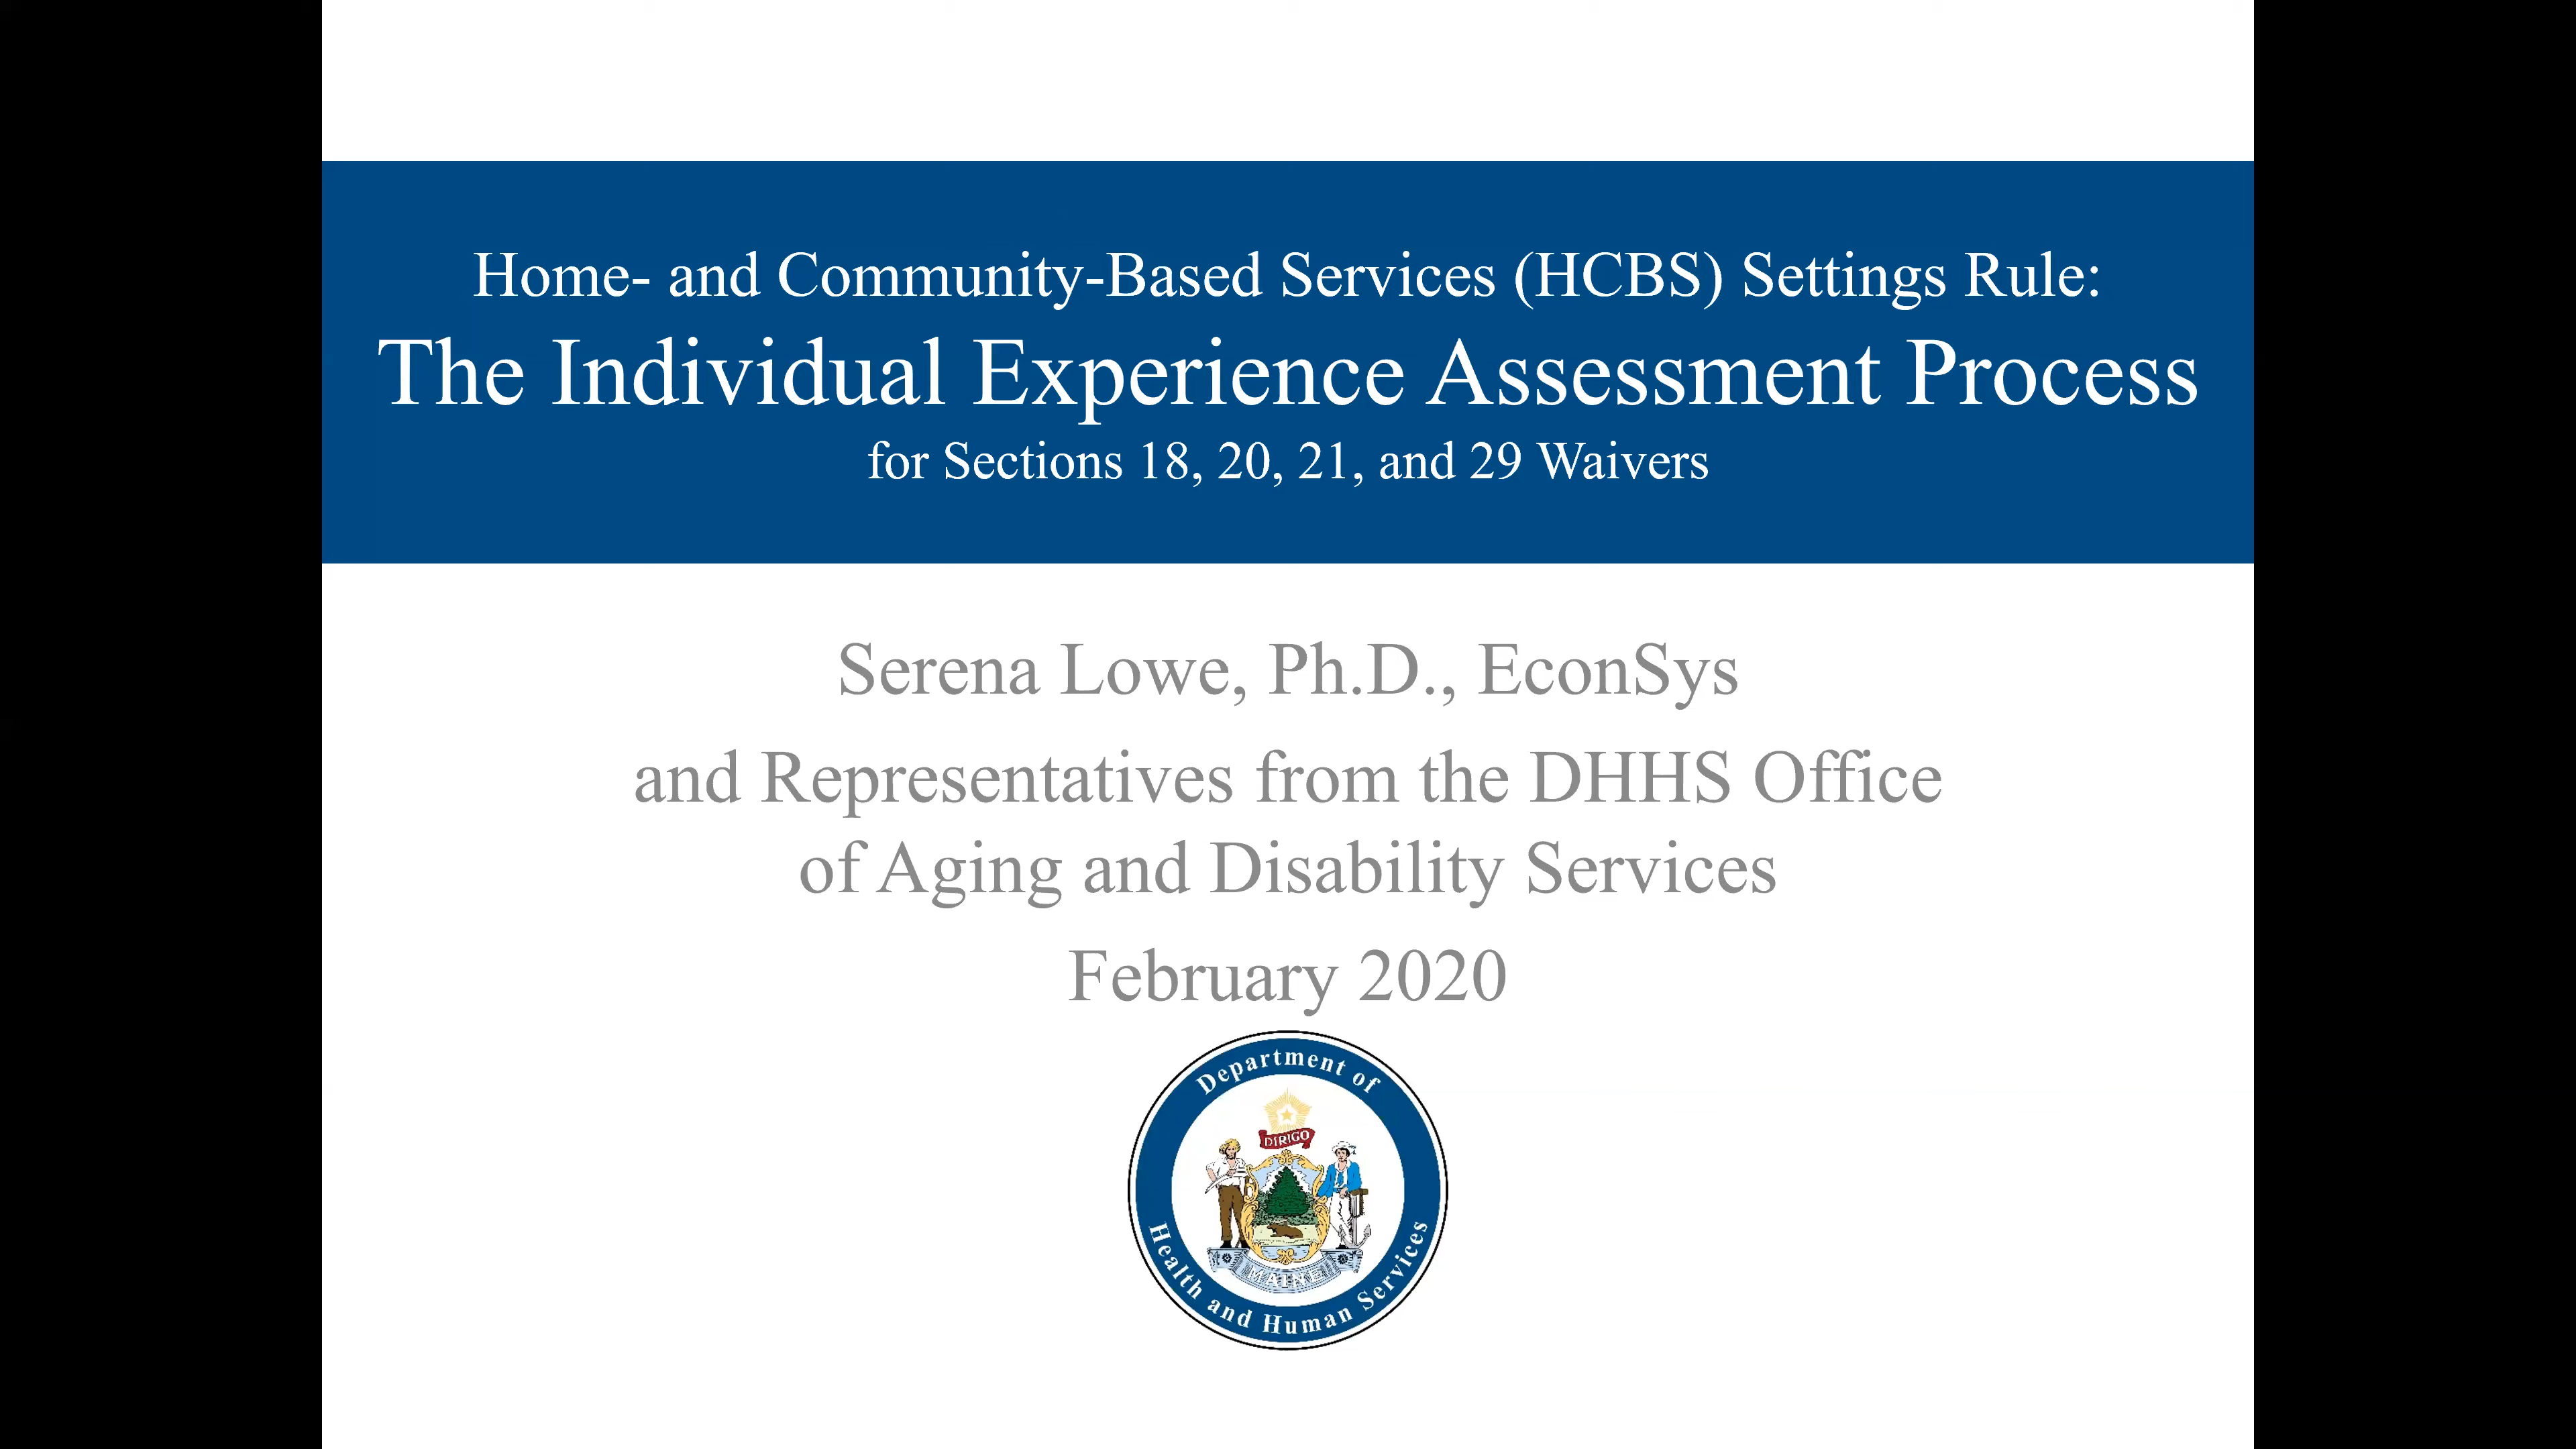 Home- and Community-Based Services (HCBS) Settings Rule:
The Individual Experience Assessment Process
for Sections 18, 20, 21, and 29 Waivers
Serena Lowe, Ph.D., EconSys
and Representatives from the DHHS Office
of Aging and Disability Services
February 2020
Department of
DIRIGO
MAINE
Health and Human Services